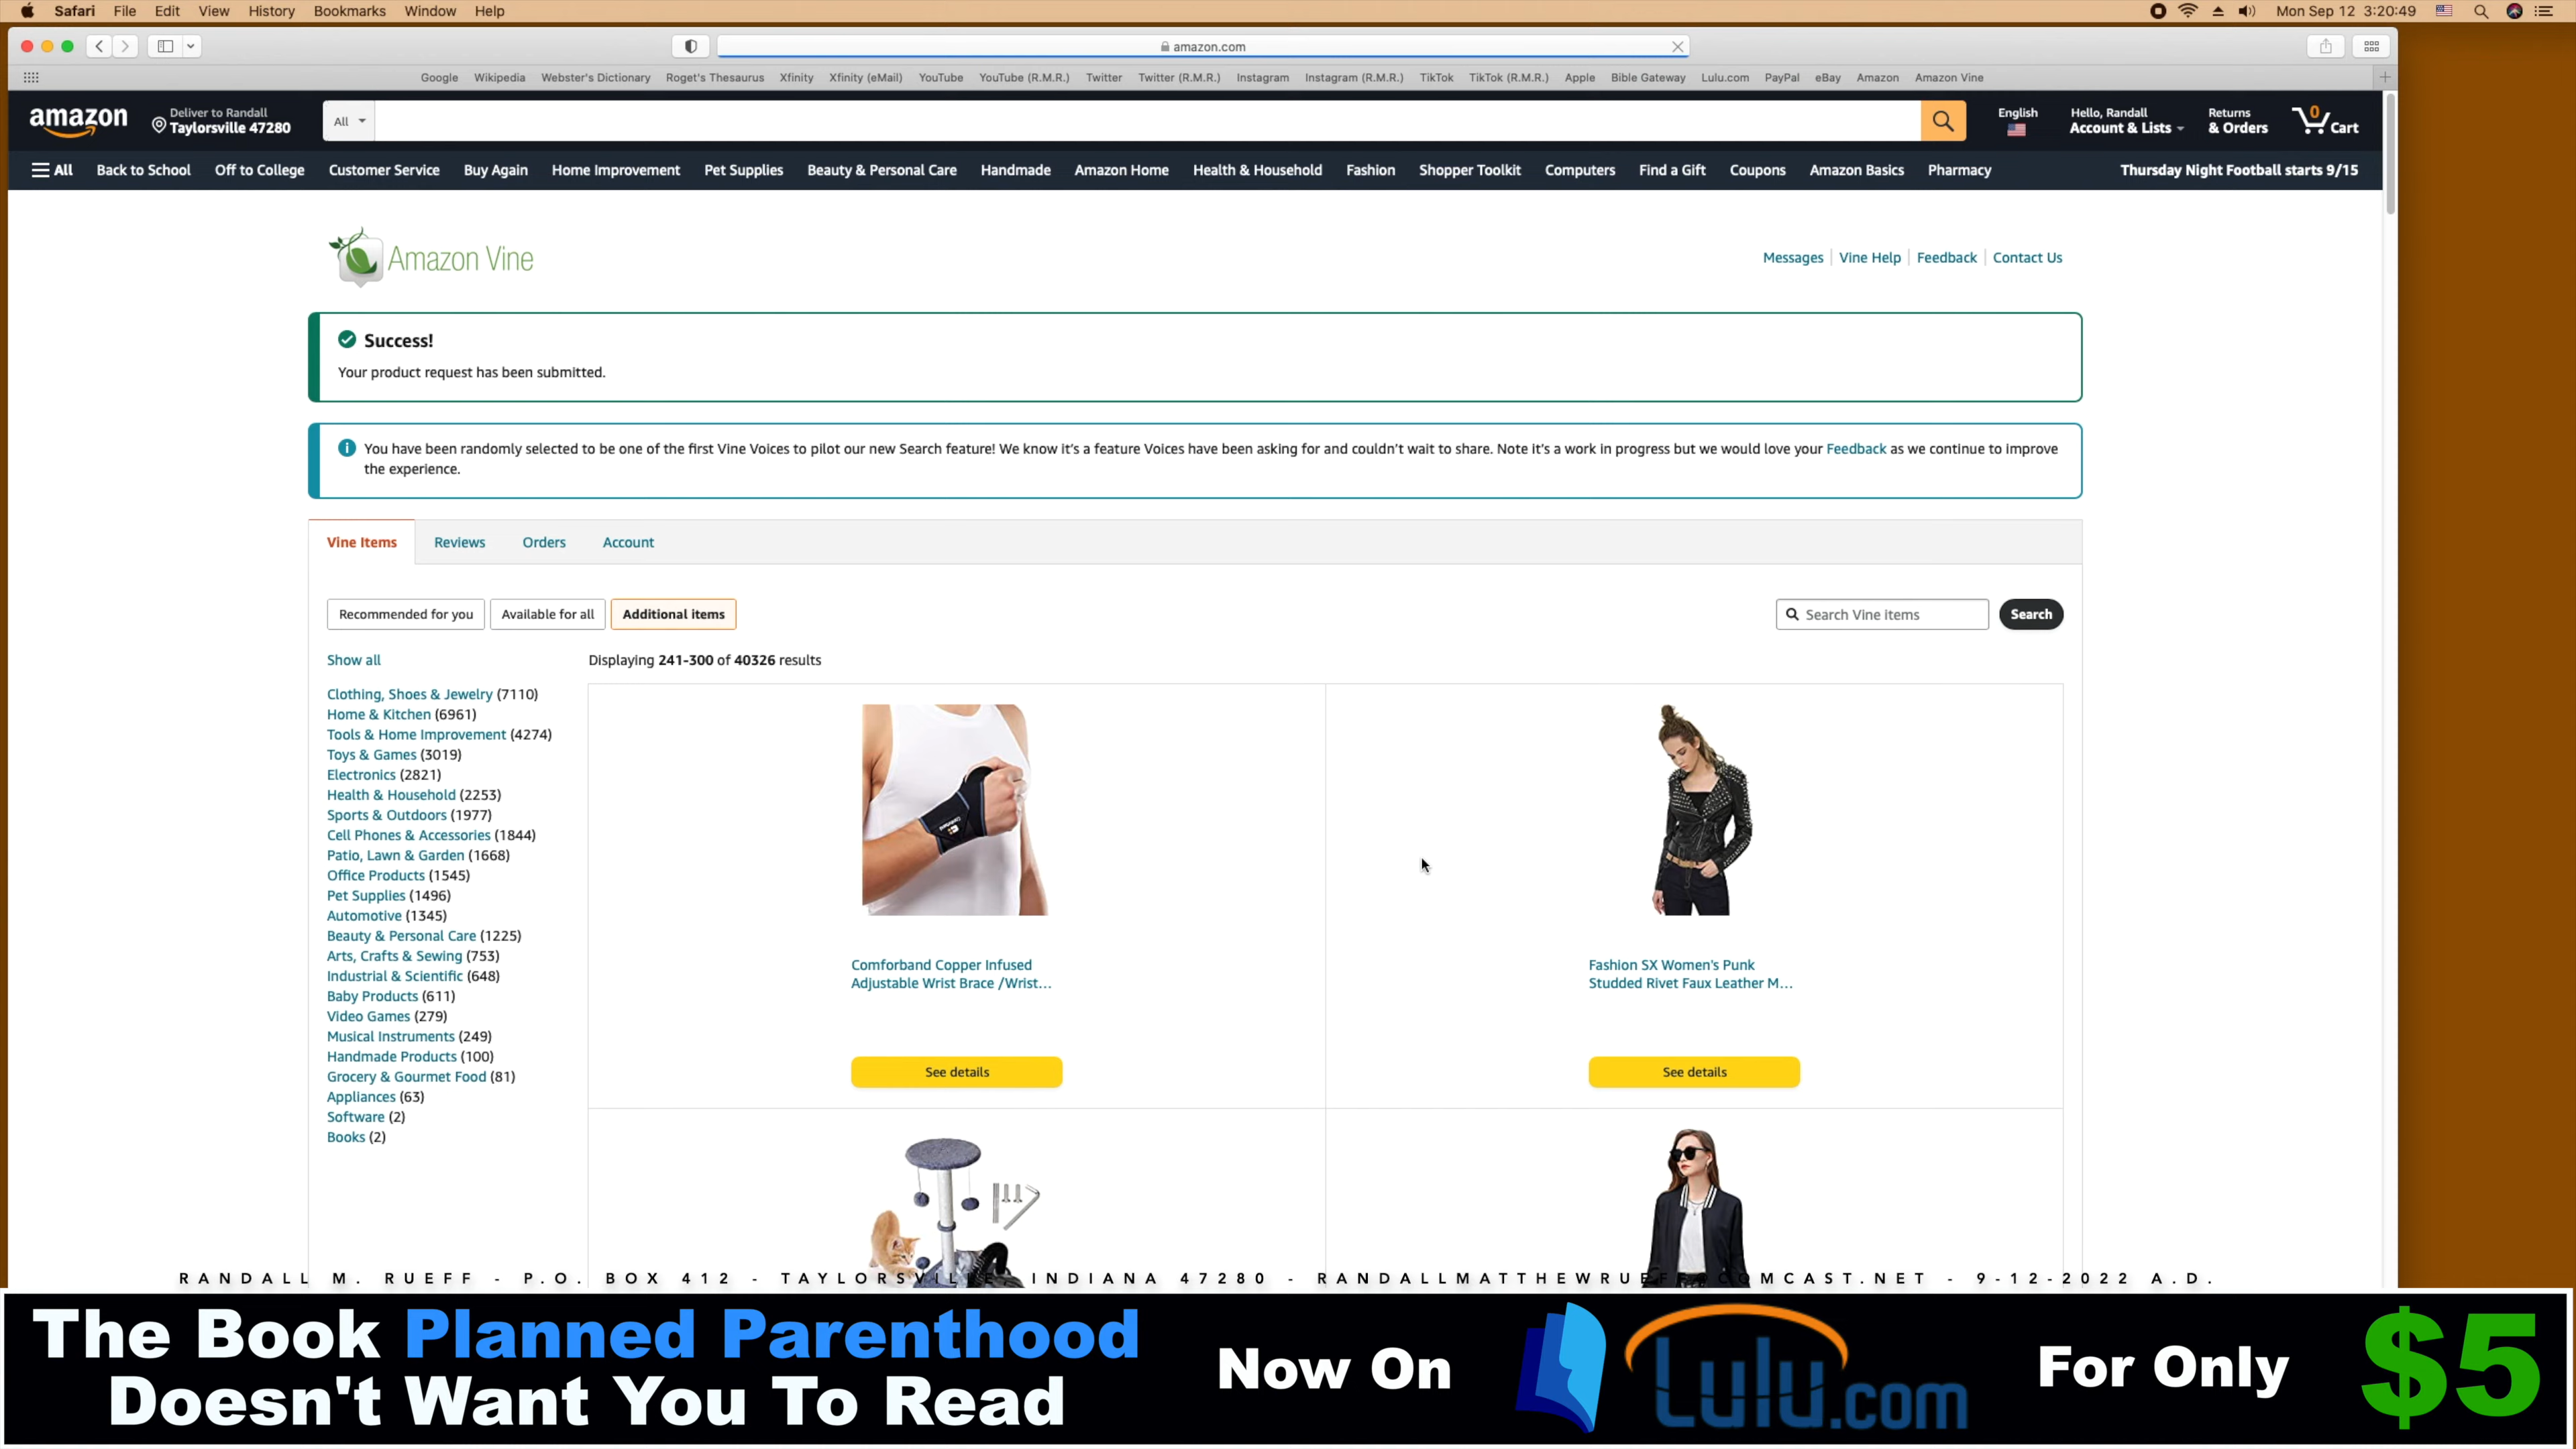 Safari File Edit View History Bookmarks Window Help
Mon Sep 12 3:20:49
amazon.com
Google Wikipedia Webster's Dictionary Roget's Thesaurus Xfinity Xfinity (eMail) YouTube YouTube (R.M.R.) Twitter Twitter (R.M.R.) Instagram Instagram (R.M.R.) TikTok TikTok (R.M.R.) Apple Bible Gateway Lulu.com PayPal eBay Amazon Amazon Vine
amazon
Deliver to Randall
Taylorsville 47280
All
English
Hello, Randall
Account & Lists
Returns
& Orders
0
Cart
All Back to School Off to College Customer Service Buy Again Home Improvement Pet Supplies Beauty & Personal Care Handmade Amazon Home Health & Household Fashion Shopper Toolkit Computers Find a Gift Coupons Amazon Basics Pharmacy
Thursday Night Football starts 9/15
Amazon Vine
Messages Vine Help Feedback Contact Us
Success!
Your product request has been submitted.
You have been randomly selected to be one of the first Vine Voices to pilot our new Search feature! We know it's a feature Voices have been asking for and couldn't wait to share. Note it's a work in progress but we would love your Feedback as we continue to improve
the experience.
Vine Items Reviews Orders Account
Recommended for you Available for all Additional items
Search Vine items Search
Show all
Displaying 241-300 of 40326 results
Clothing, Shoes & Jewelry (7110)
Home & Kitchen (6961)
Tools & Home Improvement (4274)
Toys & Games (3019)
Electronics (2821)
Health & Household (2253)
Sports & Outdoors (1977)
Cell Phones & Accessories (1844)
Patio, Lawn & Garden (1668)
Office Products (1545)
Pet Supplies (1496)
Automotive (1345)
Beauty & Personal Care (1225)
Arts, Crafts & Sewing (753)
Industrial & Scientific (648)
Baby Products (611)
Video Games (279)
Musical Instruments (249)
Handmade Products (100)
Grocery & Gourmet Food (81)
Appliances (63)
Software (2)
Books (2)
Comforband Copper Infused
Adjustable Wrist Brace /Wrist...
See details
Fashion SX Women's Punk
Studded Rivet Faux Leather M...
See details
RANDALL M. RUEFF - P.O. BOX 412 - TAYLORSVILLE, INDIANA 47280 - RANDALLMATTHEWRUEFF@COMCAST.NET - 9-12-2022 A.D.
The Book Planned Parenthood
Doesn't Want You To Read
Now On
Lulu.com
For Only
$5